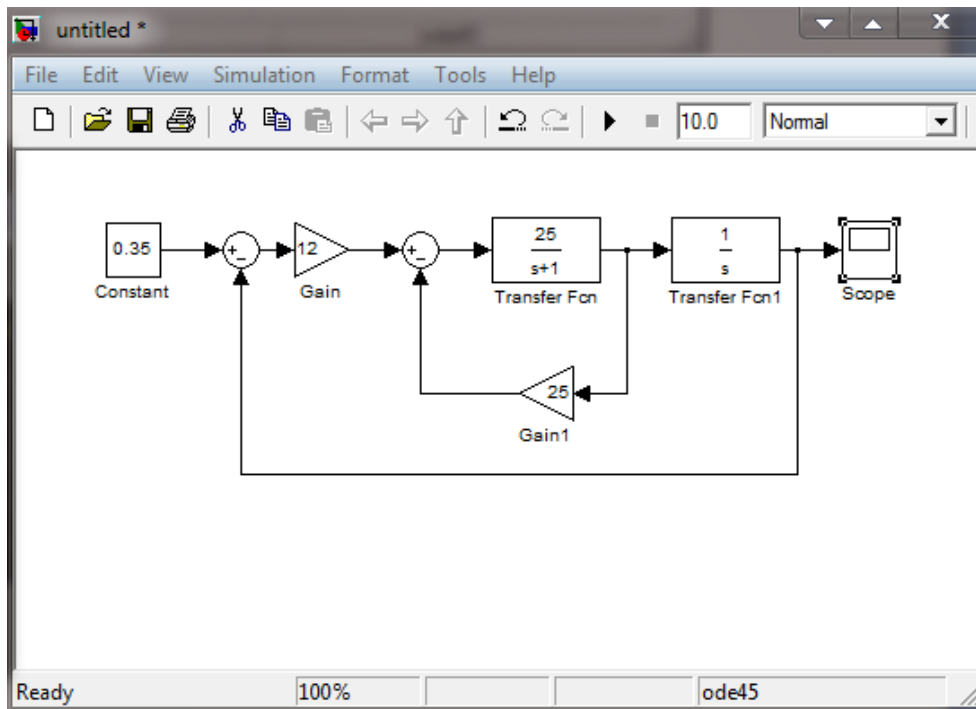 untitled *
File Edit View Simulation Format Tools Help
10.0 Normal
0.35
Constant
+
−
12
Gain
+
−
25
s+1
Transfer Fcn
1
s
Transfer Fcn1
Scope
25
Gain1
Ready 100% ode45